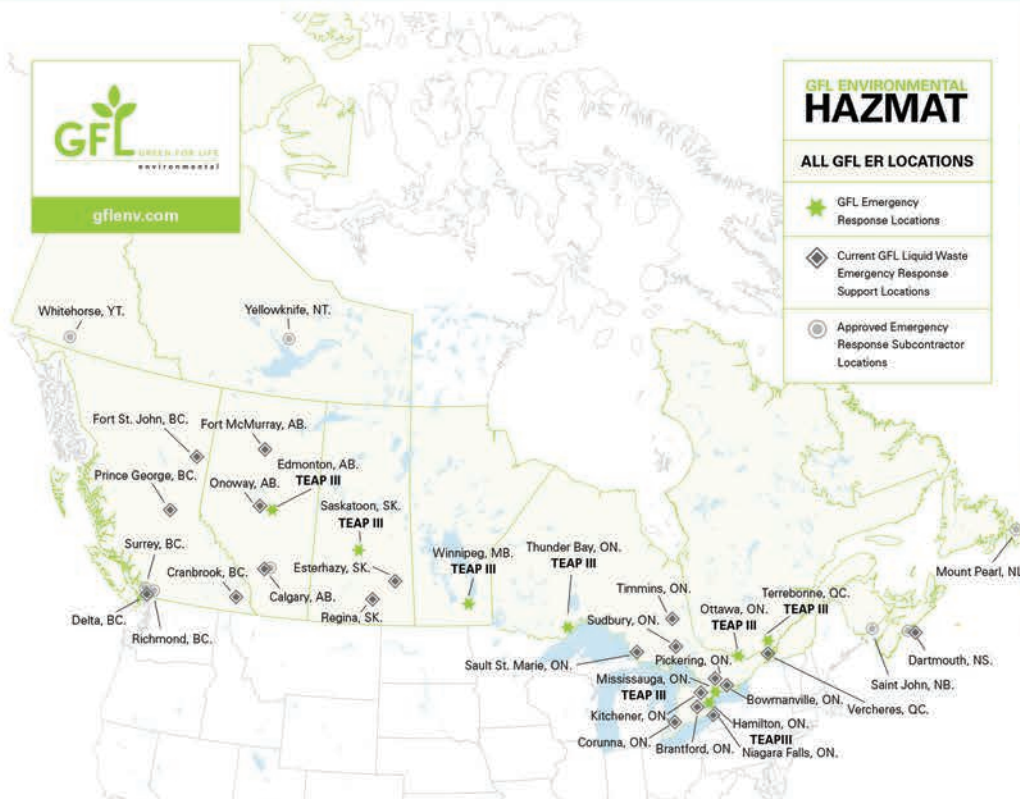 GFL GREEN FOR LIFE
environmental
gflenv.com
GFL ENVIRONMENTAL
HAZMAT
ALL GFL ER LOCATIONS
GFL Emergency
Response Locations
Current GFL Liquid Waste
Emergency Response
Support Locations
Approved Emergency
Response Subcontractor
Locations
Whitehorse, YT.
Yellowknife, NT.
Fort St. John, BC.
Fort McMurray, AB.
Prince George, BC.
Onoway, AB.
Edmonton, AB.
TEAP III
Saskatoon, SK.
TEAP III
Surrey, BC.
Cranbrook, BC.
Delta, BC.
Richmond, BC.
Calgary, AB.
Esterhazy, SK.
Regina, SK.
Winnipeg, MB.
TEAP III
Thunder Bay, ON.
TEAP III
Timmins, ON.
Sudbury, ON.
Sault St. Marie, ON.
Ottawa, ON.
TEAP III
Terrebonne, QC.
TEAP III
Mount Pearl, NL
Dartmouth, NS.
Saint John, NB.
Vercheres, QC.
Pickering, ON.
Mississauga, ON.
TEAP III
Bowmanville, ON.
Kitchener, ON
Hamilton, ON.
TEAPIII
Corunna, ON.
Brantford, ON.
Niagara Falls, ON.